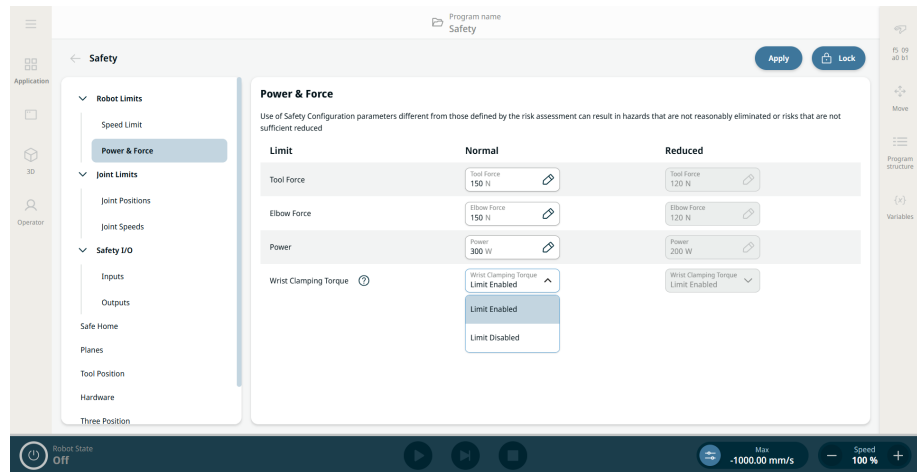 Program name
Safety
Safety
Apply
Lock
f5 09
a0 b1
Application
3D
Operator
Move
Program
structure
{x}
Variables
Robot Limits
Speed Limit
Power & Force
Joint Limits
Joint Positions
Joint Speeds
Safety I/O
Inputs
Outputs
Safe Home
Planes
Tool Position
Hardware
Three Position
Power & Force
Use of Safety Configuration parameters different from those defined by the risk assessment can result in hazards that are not reasonably eliminated or risks that are not
sufficient reduced
Limit Normal Reduced
Tool Force
Tool Force
150 N
Tool Force
120 N
Elbow Force
Elbow Force
150 N
Elbow Force
120 N
Power
Power
300 W
Power
200 W
Wrist Clamping Torque ?
Wrist Clamping Torque
Limit Enabled
Wrist Clamping Torque
Limit Enabled
Limit Enabled
Limit Disabled
Robot State
Off
Max
-1000.00 mm/s
Speed
100 %